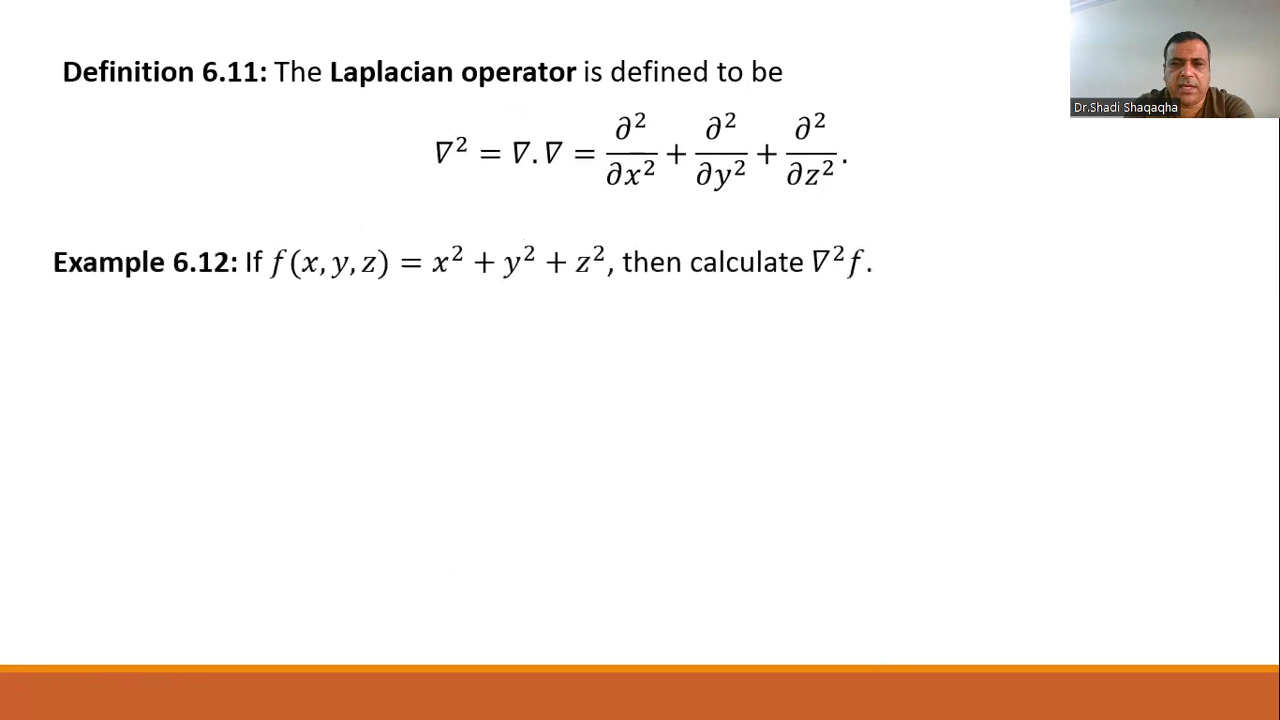 Definition 6.11: The Laplacian operator is defined to be
∇² = ∇.∇ = ∂²/∂x² + ∂²/∂y² + ∂²/∂z².
Example 6.12: If f(x, y, z) = x² + y² + z², then calculate ∇²f.
Dr.Shadi Shaqaqha